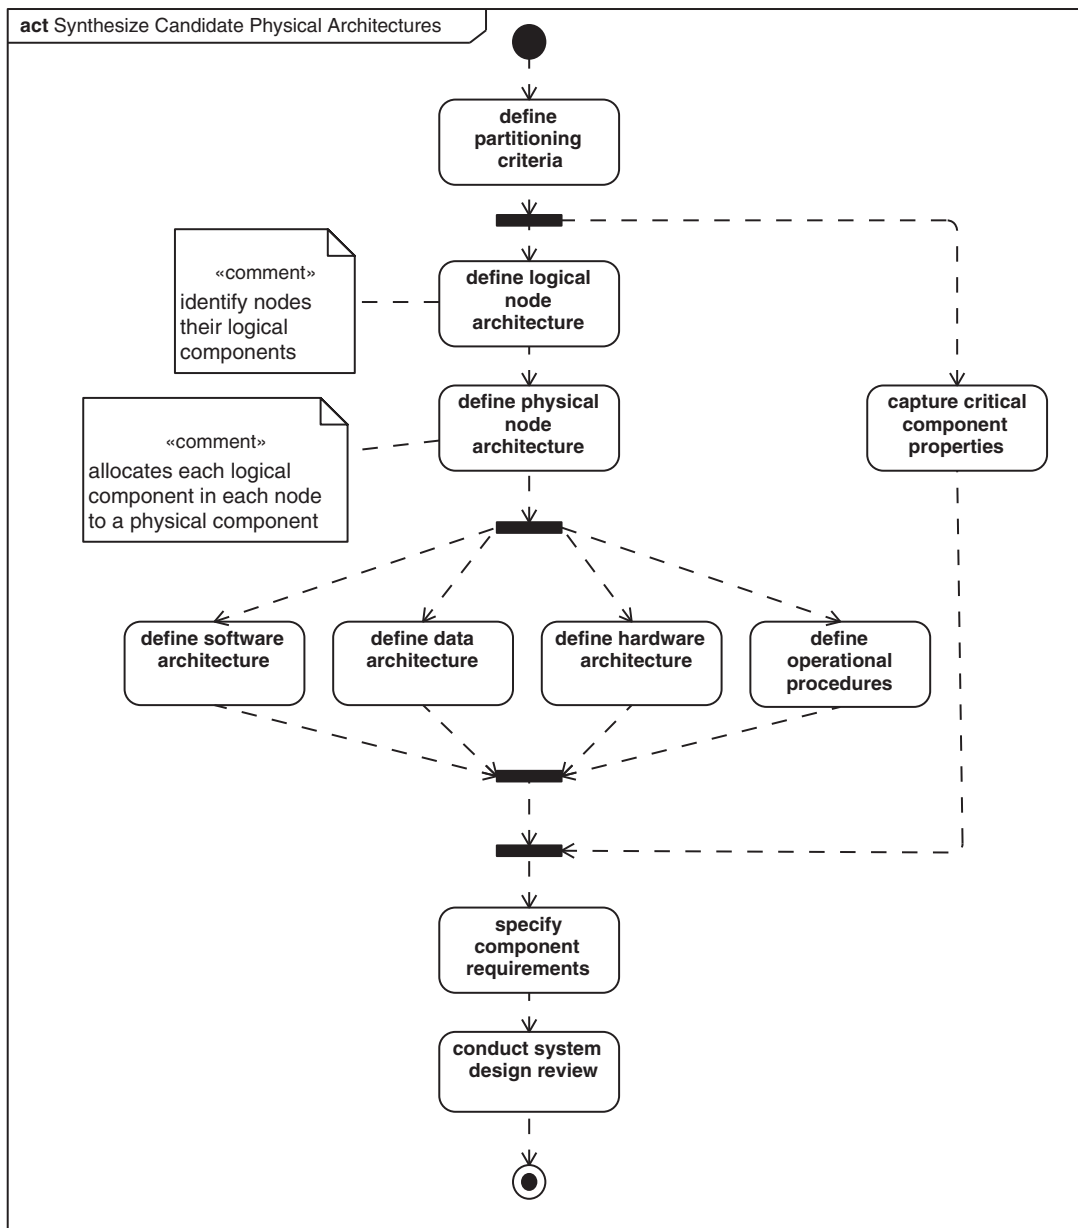 act Synthesize Candidate Physical Architectures
define
partitioning
criteria
«comment»
identify nodes
their logical
components
define logical
node
architecture
«comment»
allocates each logical
component in each node
to a physical component
define physical
node
architecture
capture critical
component
properties
define software
architecture
define data
architecture
define hardware
architecture
define
operational
procedures
specify
component
requirements
conduct system
design review